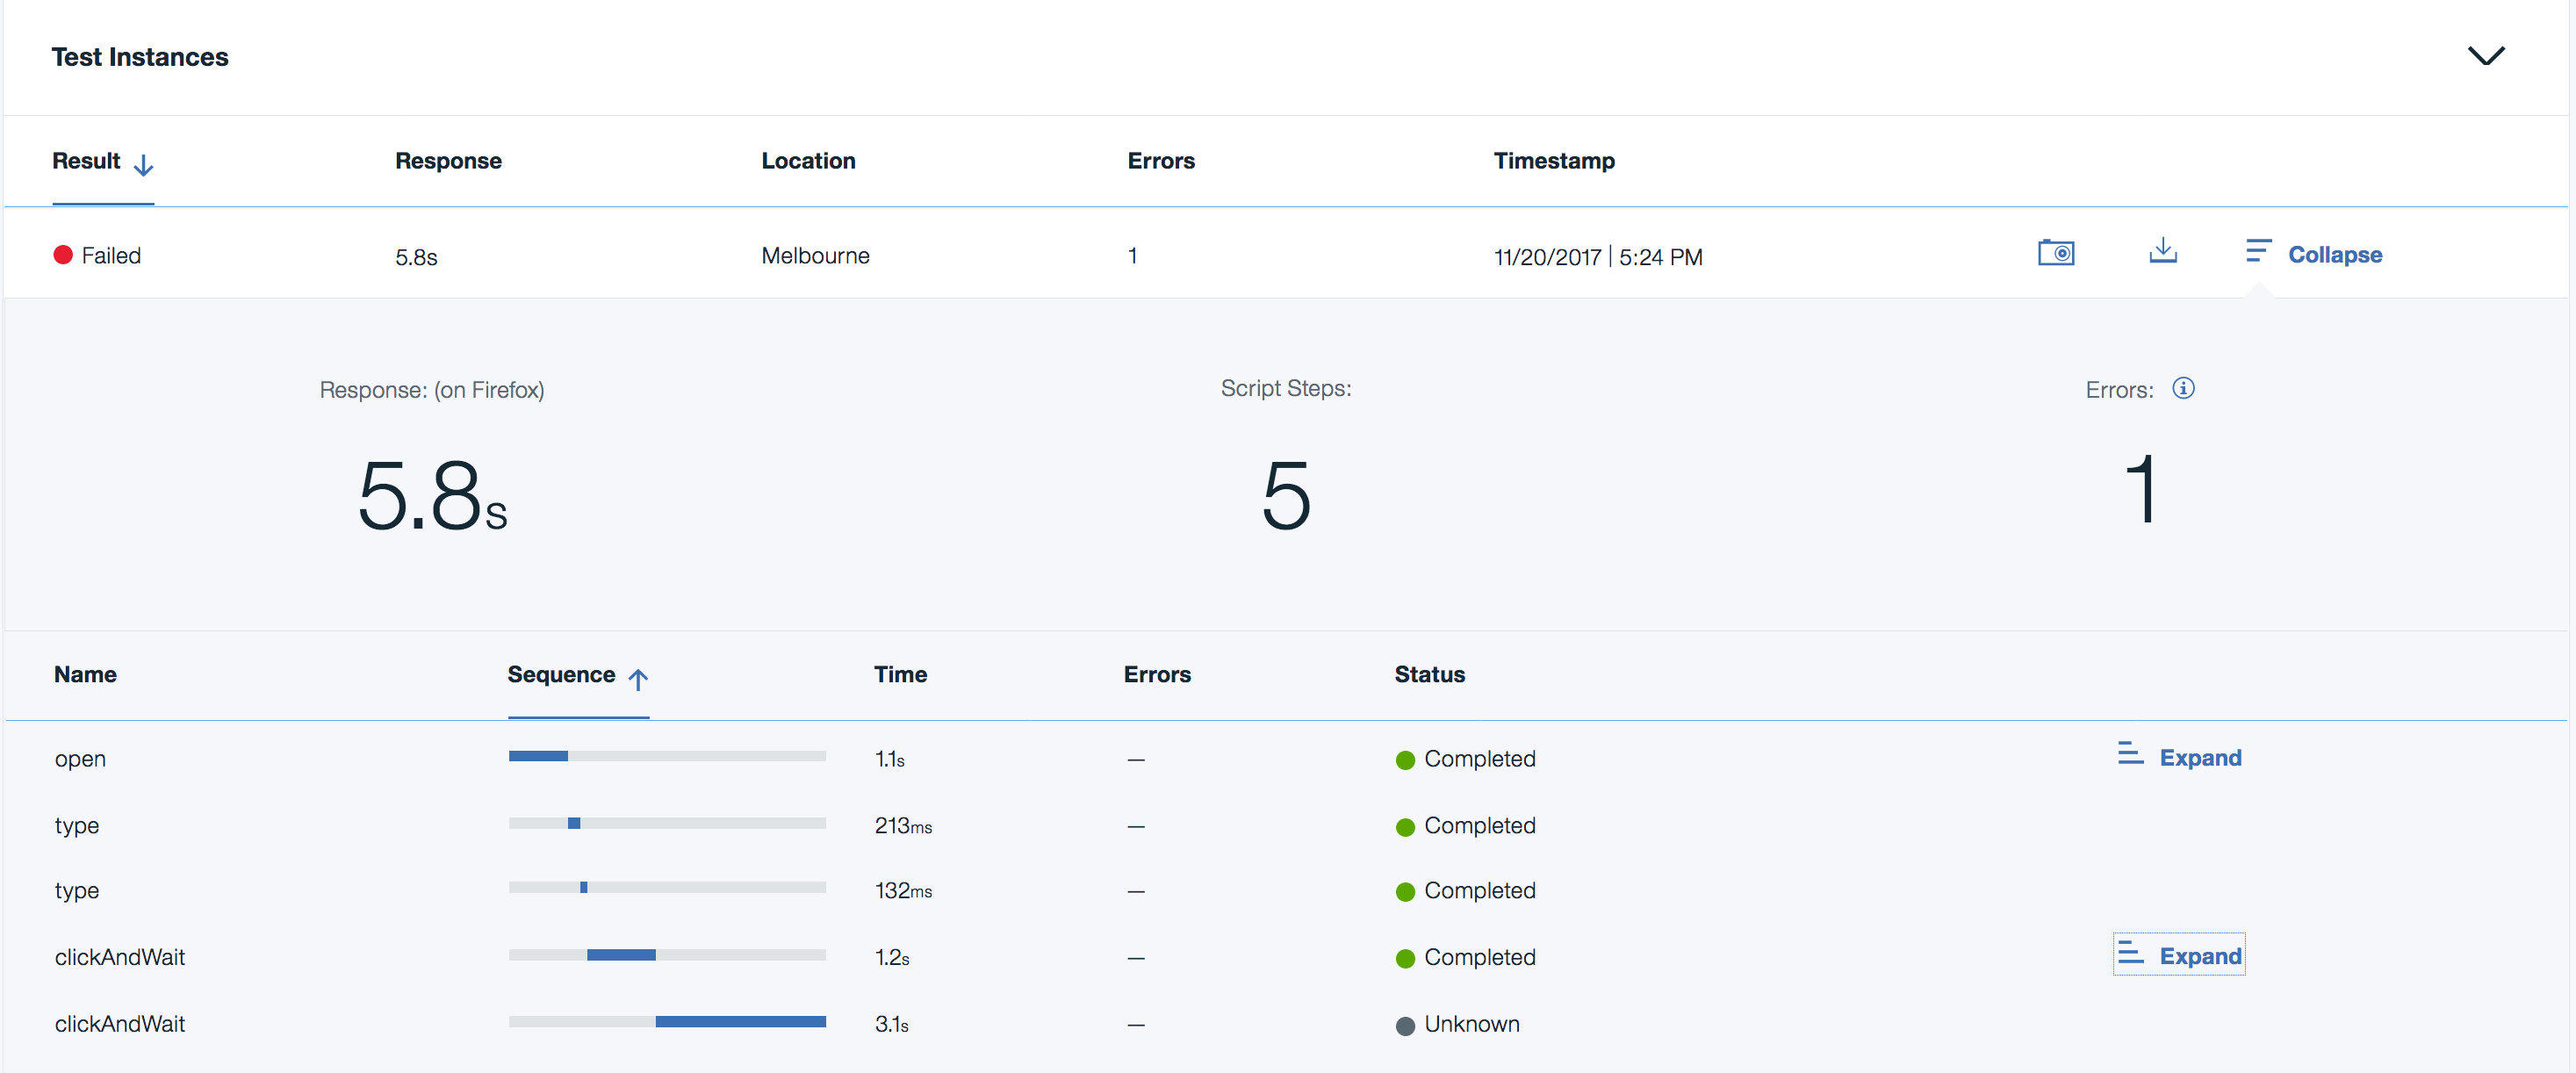 Test Instances
Result Response Location Errors Timestamp
Failed 5.8s Melbourne 1 11/20/2017 | 5:24 PM Collapse
Response: (on Firefox) Script Steps: Errors:
5.8s 5 1
Name Sequence Time Errors Status
open 1.1s — Completed Expand
type 213ms — Completed
type 132ms — Completed
clickAndWait 1.2s — Completed Expand
clickAndWait 3.1s — Unknown